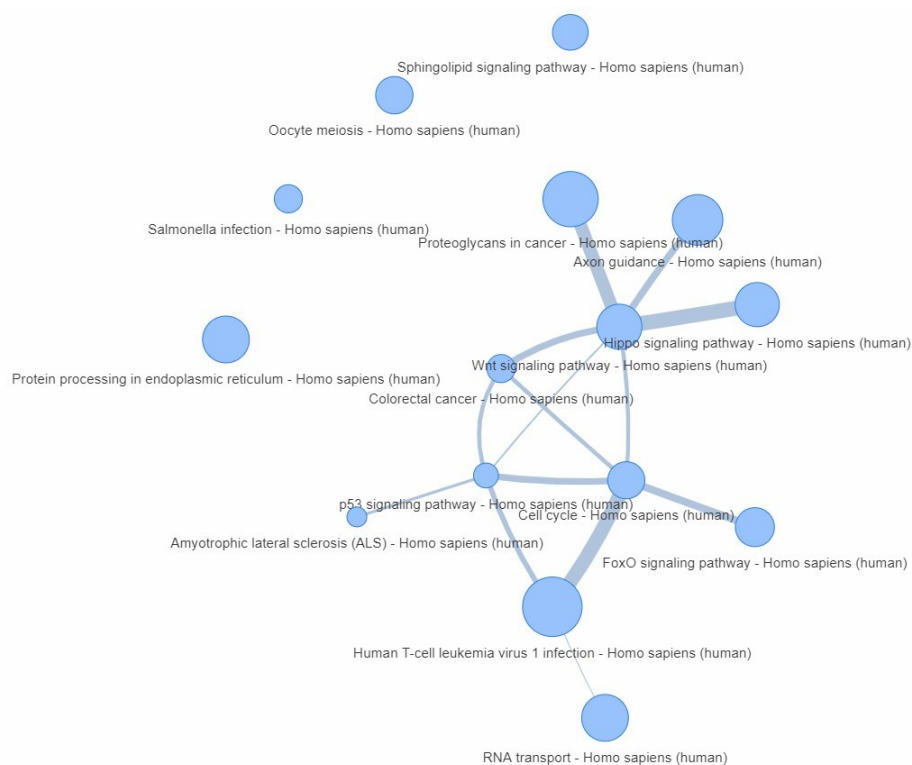 Sphingolipid signaling pathway - Homo sapiens (human)
Oocyte meiosis - Homo sapiens (human)
Salmonella infection - Homo sapiens (human)
Proteoglycans in cancer - Homo sapiens (human)
Axon guidance - Homo sapiens (human)
Hippo signaling pathway - Homo sapiens (human)
Wnt signaling pathway - Homo sapiens (human)
Protein processing in endoplasmic reticulum - Homo sapiens (human)
Colorectal cancer - Homo sapiens (human)
p53 signaling pathway - Homo sapiens (human)
Cell cycle - Homo sapiens (human)
Amyotrophic lateral sclerosis (ALS) - Homo sapiens (human)
FoxO signaling pathway - Homo sapiens (human)
Human T-cell leukemia virus 1 infection - Homo sapiens (human)
RNA transport - Homo sapiens (human)